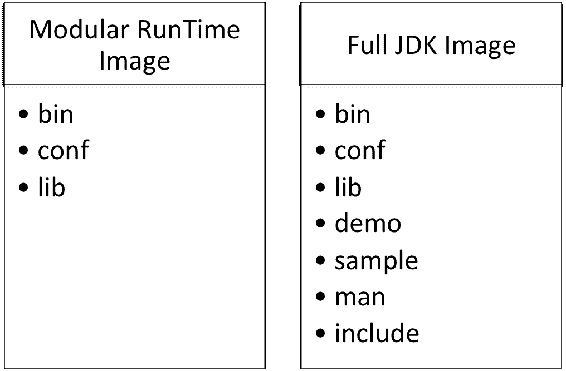 Modular RunTime
Image
• bin
• conf
• lib
Full JDK Image
• bin
• conf
• lib
• demo
• sample
• man
• include